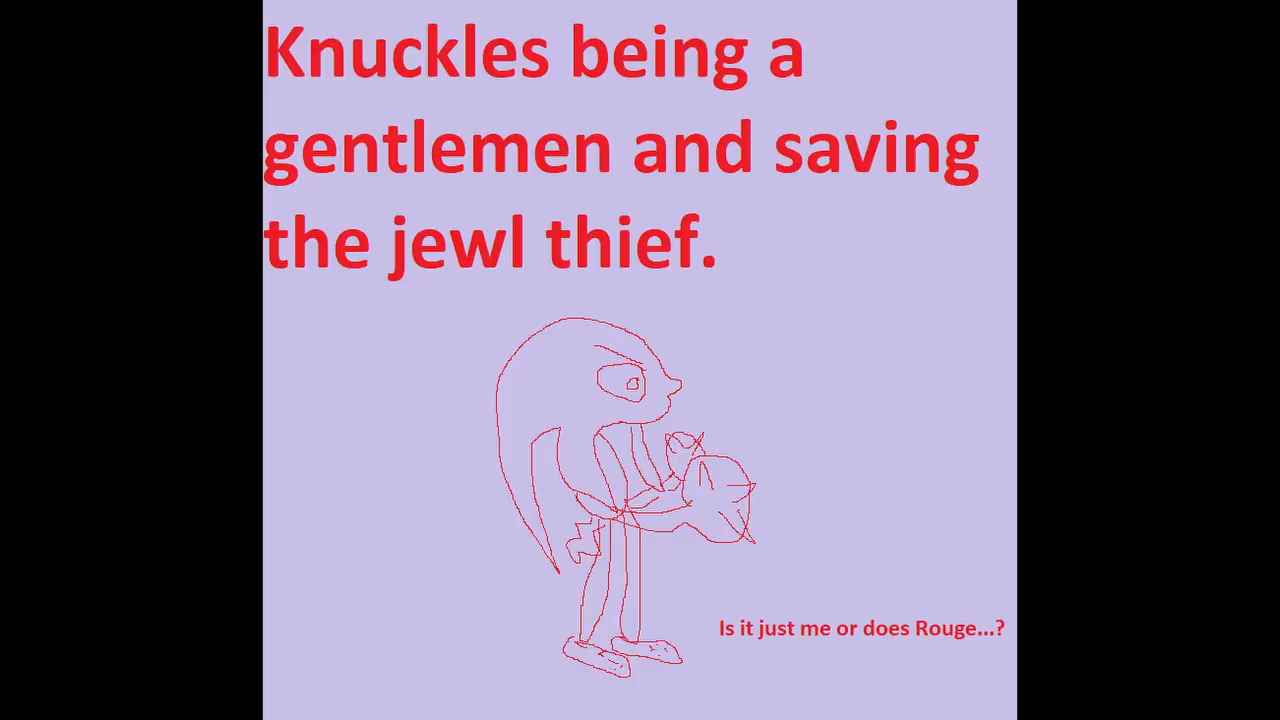 Knuckles being a
gentlemen and saving
the jewl thief.
Is it just me or does Rouge...?